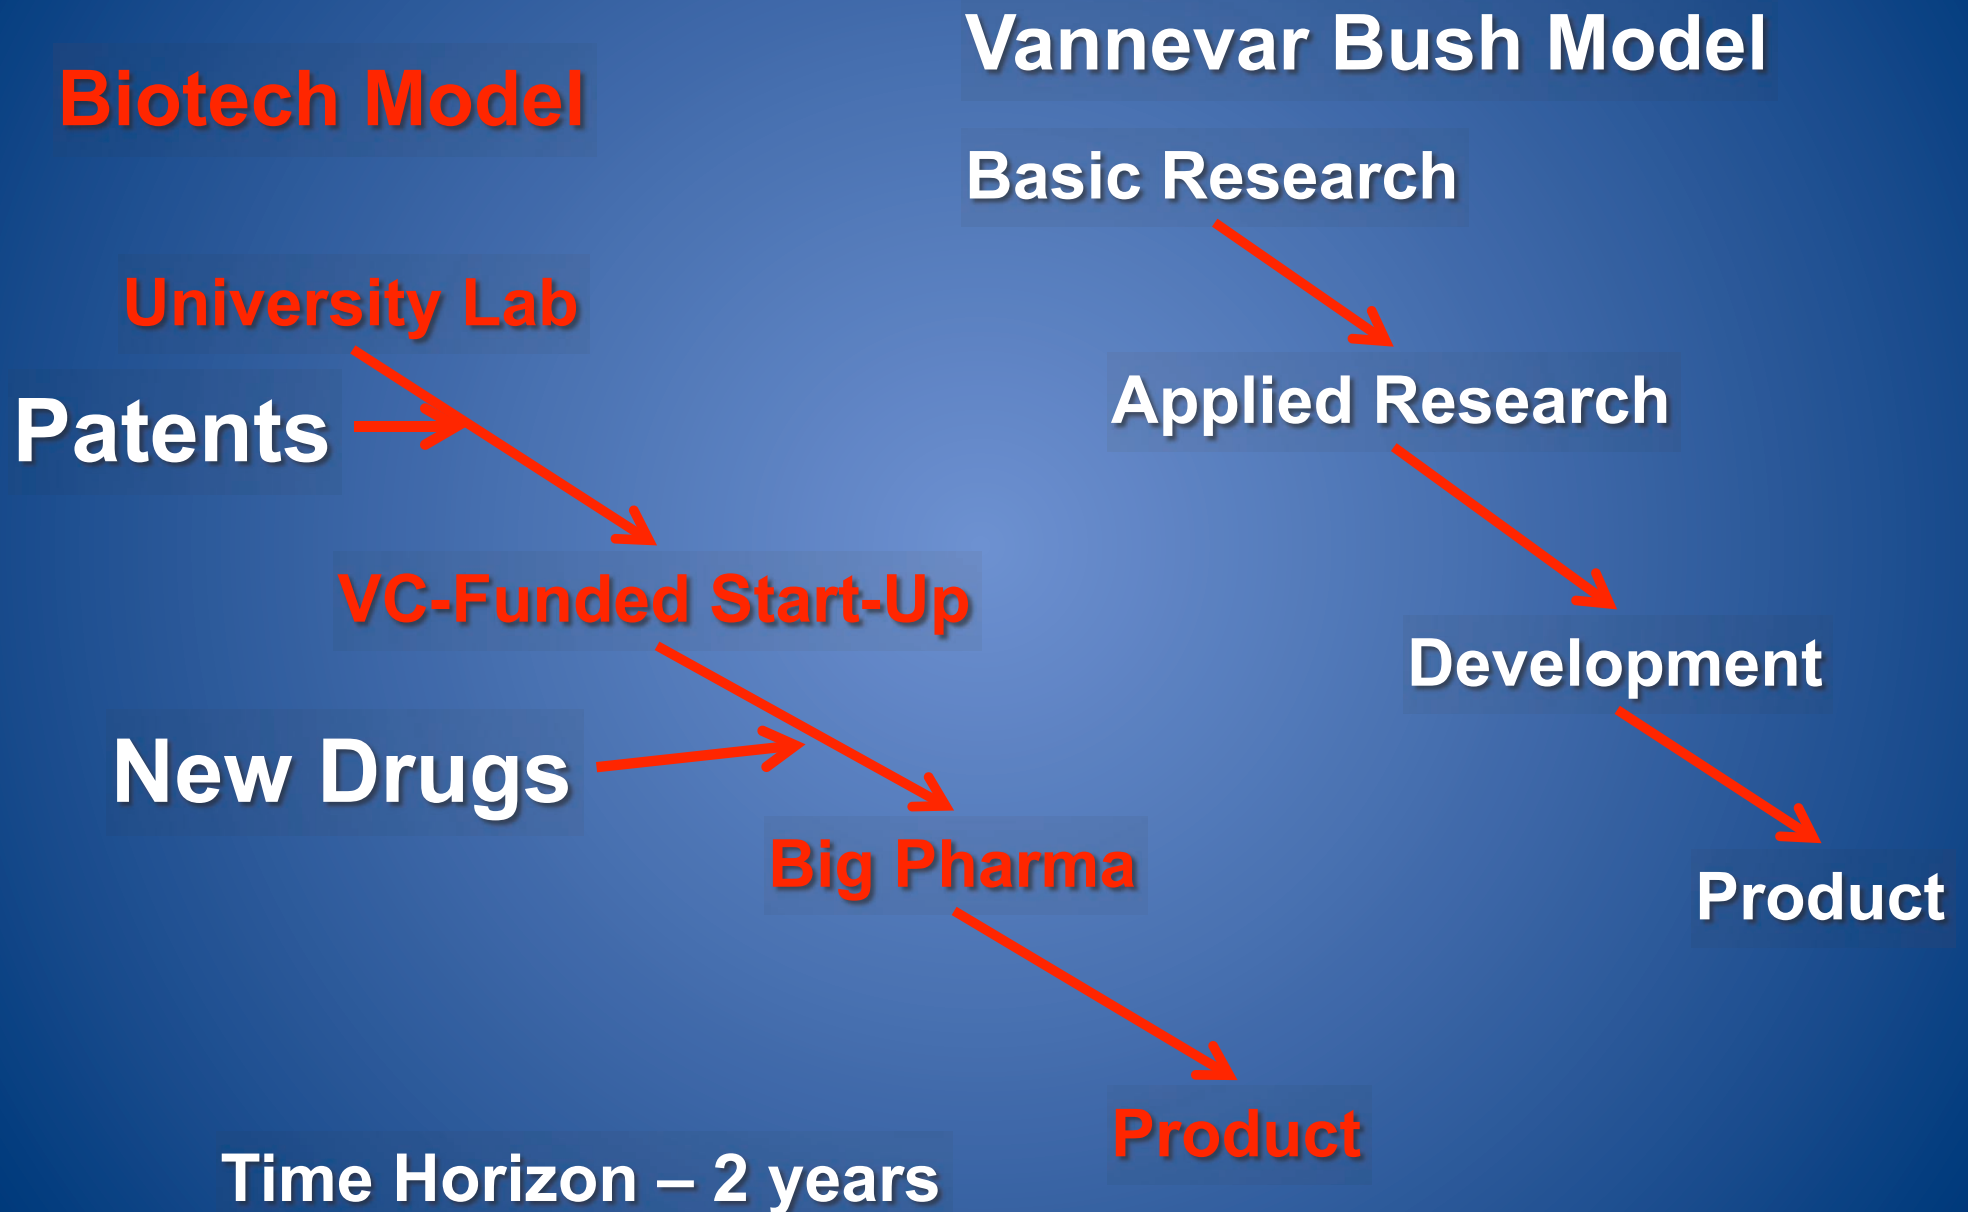 Biotech Model
University Lab
Patents
VC-Funded Start-Up
New Drugs
Big Pharma
Product
Time Horizon – 2 years
Vannevar Bush Model
Basic Research
Applied Research
Development
Product